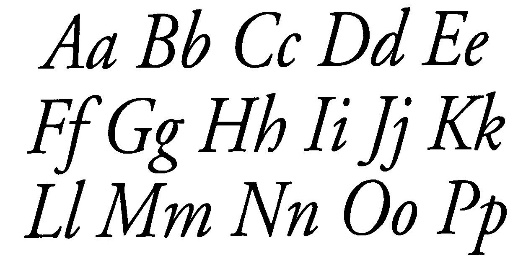 Aa Bb Cc Dd Ee
Ff Gg Hh Ii Jj Kk
Ll Mm Nn Oo Pp